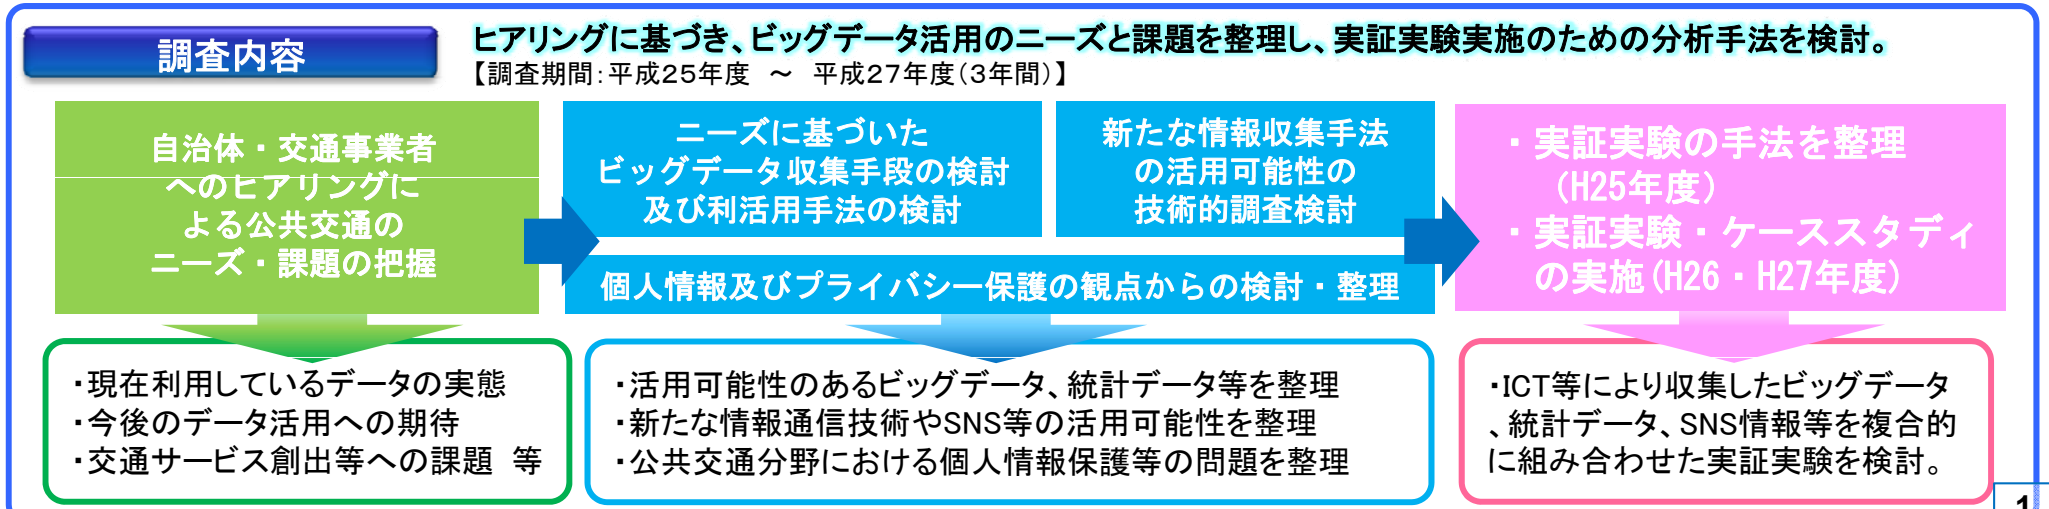 調査内容
ヒアリングに基づき、ビッグデータ活用のニーズと課題を整理し、実証実験実施のための分析手法を検討。
【調査期間:平成25年度 ～ 平成27年度(3年間)】
自治体・交通事業者
へのヒアリングに
よる公共交通の
ニーズ・課題の把握
ニーズに基づいた
ビッグデータ収集手段の検討
及び利活用手法の検討
新たな情報収集手法
の活用可能性の
技術的調査検討
個人情報及びプライバシー保護の観点からの検討・整理
・実証実験の手法を整理
(H25年度)
・実証実験・ケーススタディ
の実施(H26・H27年度)
・現在利用しているデータの実態
・今後のデータ活用への期待
・交通サービス創出等への課題 等
・活用可能性のあるビッグデータ、統計データ等を整理
・新たな情報通信技術やSNS等の活用可能性を整理
・公共交通分野における個人情報保護等の問題を整理
・ICT等により収集したビッグデータ
、統計データ、SNS情報等を複合的
に組み合わせた実証実験を検討。
1